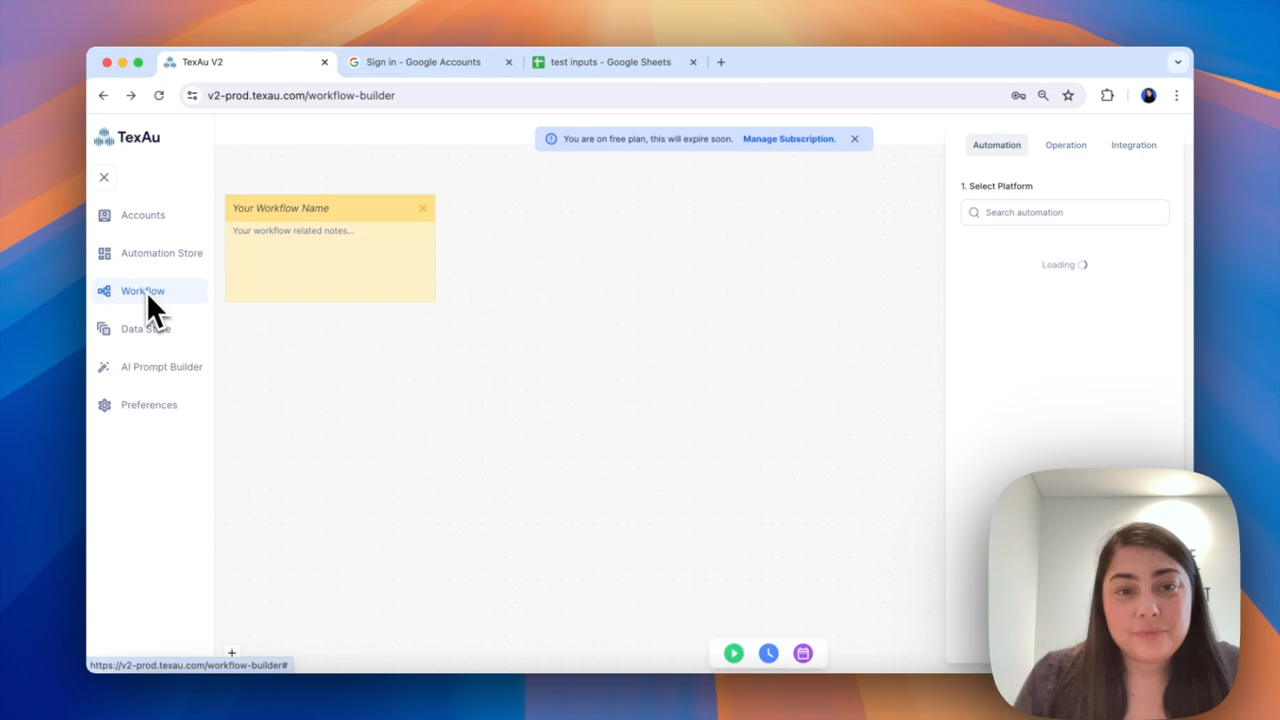 TexAu V2
Sign in - Google Accounts
test inputs - Google Sheets
v2-prod.texau.com/workflow-builder
TexAu
You are on free plan, this will expire soon. Manage Subscription.
Automation
Operation
Integration
1. Select Platform
Search automation
Loading
Accounts
Automation Store
Workflow
AI Prompt Builder
Preferences
Your Workflow Name
Your workflow related notes...
https://v2-prod.texau.com/workflow-builder#